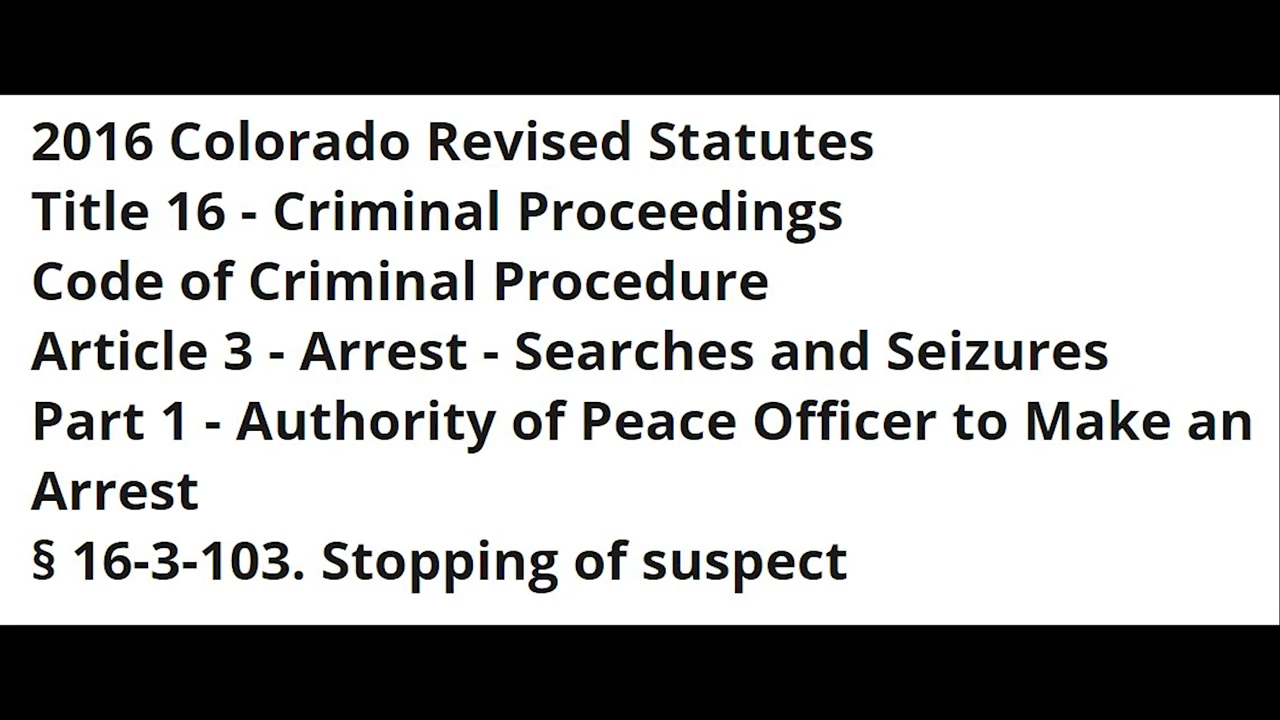 2016 Colorado Revised Statutes
Title 16 - Criminal Proceedings
Code of Criminal Procedure
Article 3 - Arrest - Searches and Seizures
Part 1 - Authority of Peace Officer to Make an
Arrest
§ 16-3-103. Stopping of suspect